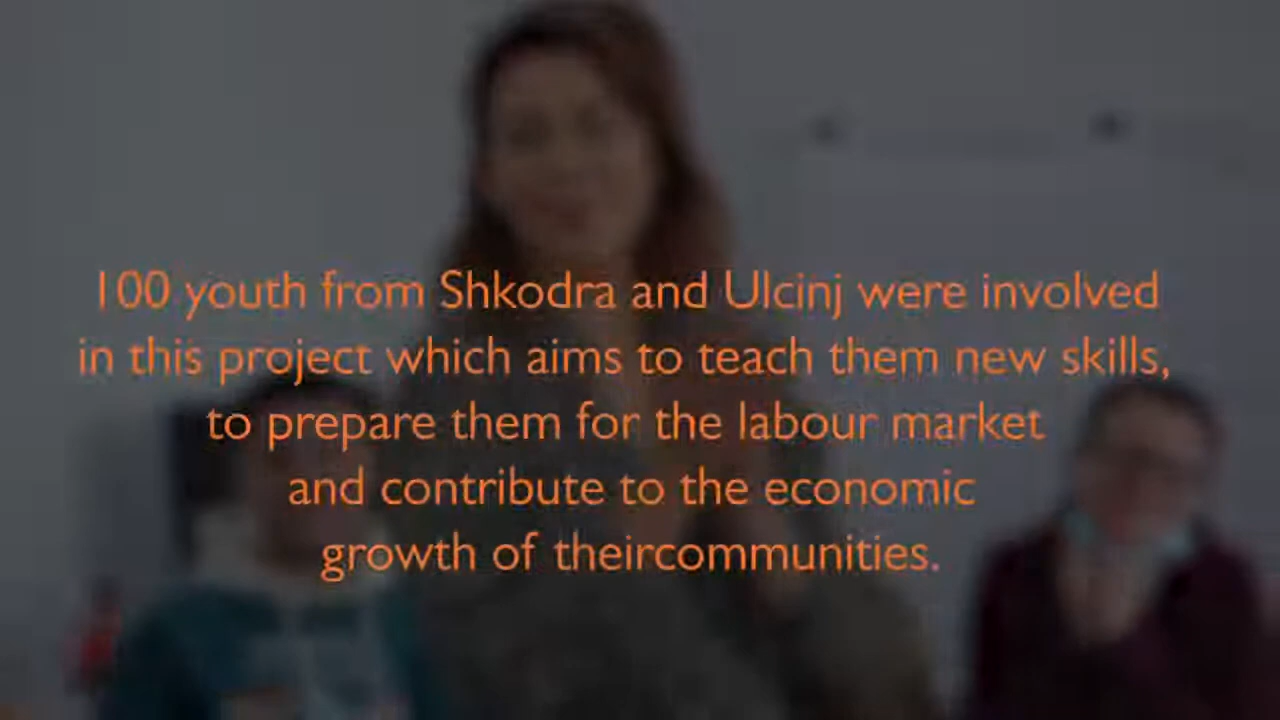 100 youth from Shkodra and Ulcinj were involved
in this project which aims to teach them new skills,
to prepare them for the labour market
and contribute to the economic
growth of theircommunities.